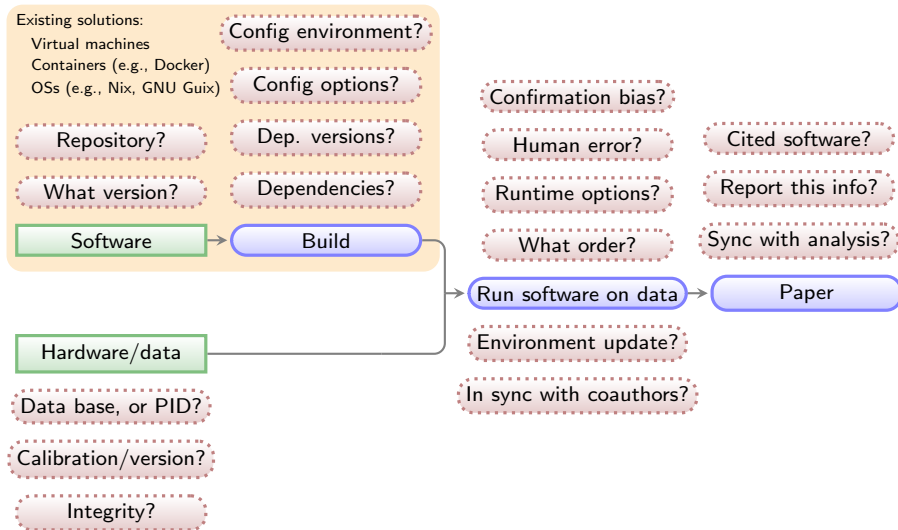 Existing solutions:
Virtual machines
Containers (e.g., Docker)
OSs (e.g., Nix, GNU Guix)
Config environment?
Config options?
Repository?
Dep. versions?
What version?
Dependencies?
Software
Build
Confirmation bias?
Human error?
Runtime options?
What order?
Run software on data
Environment update?
In sync with coauthors?
Cited software?
Report this info?
Sync with analysis?
Paper
Hardware/data
Data base, or PID?
Calibration/version?
Integrity?